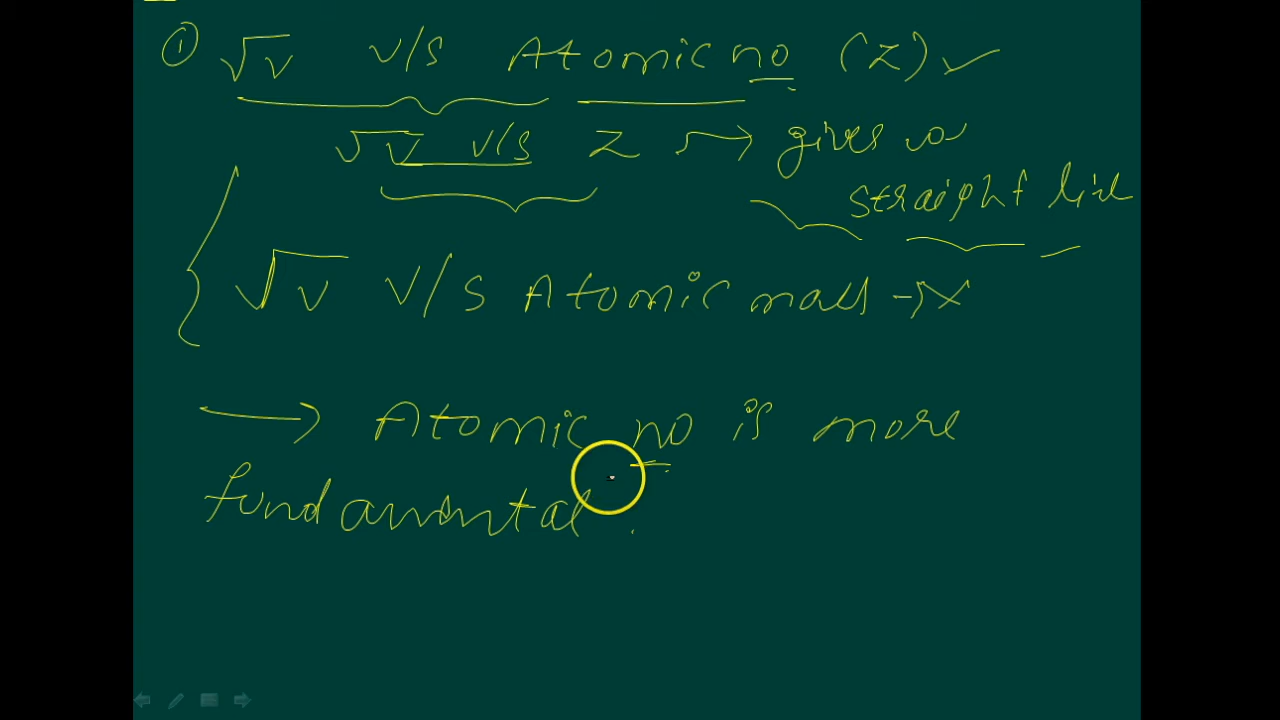 ① √v v/s Atomic no (Z) ✓
√v v/s Z → gives a
straight line
√v v/s Atomic mass → ×
→ Atomic no is more
fundamental.